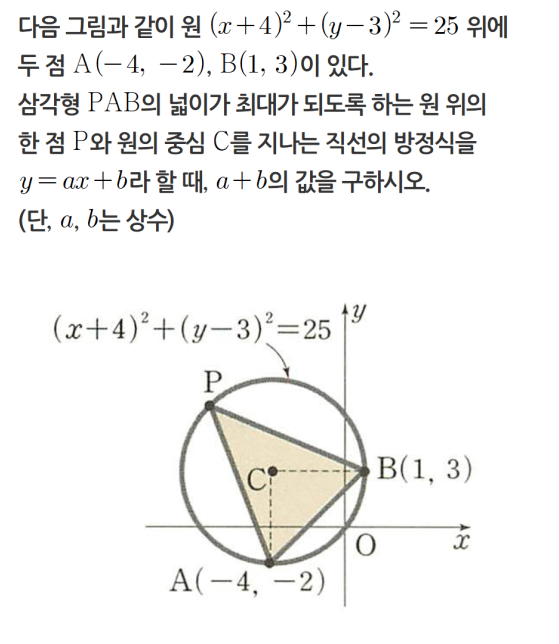 다음 그림과 같이 원 (x+4)²+(y−3)²=25 위에
두 점 A(−4, −2), B(1, 3)이 있다.
삼각형 PAB의 넓이가 최대가 되도록 하는 원 위의
한 점 P와 원의 중심 C를 지나는 직선의 방정식을
y=ax+b라 할 때, a+b의 값을 구하시오.
(단, a, b는 상수)
(x+4)²+(y−3)²=25
y
P
C
B(1, 3)
O
x
A(−4, −2)